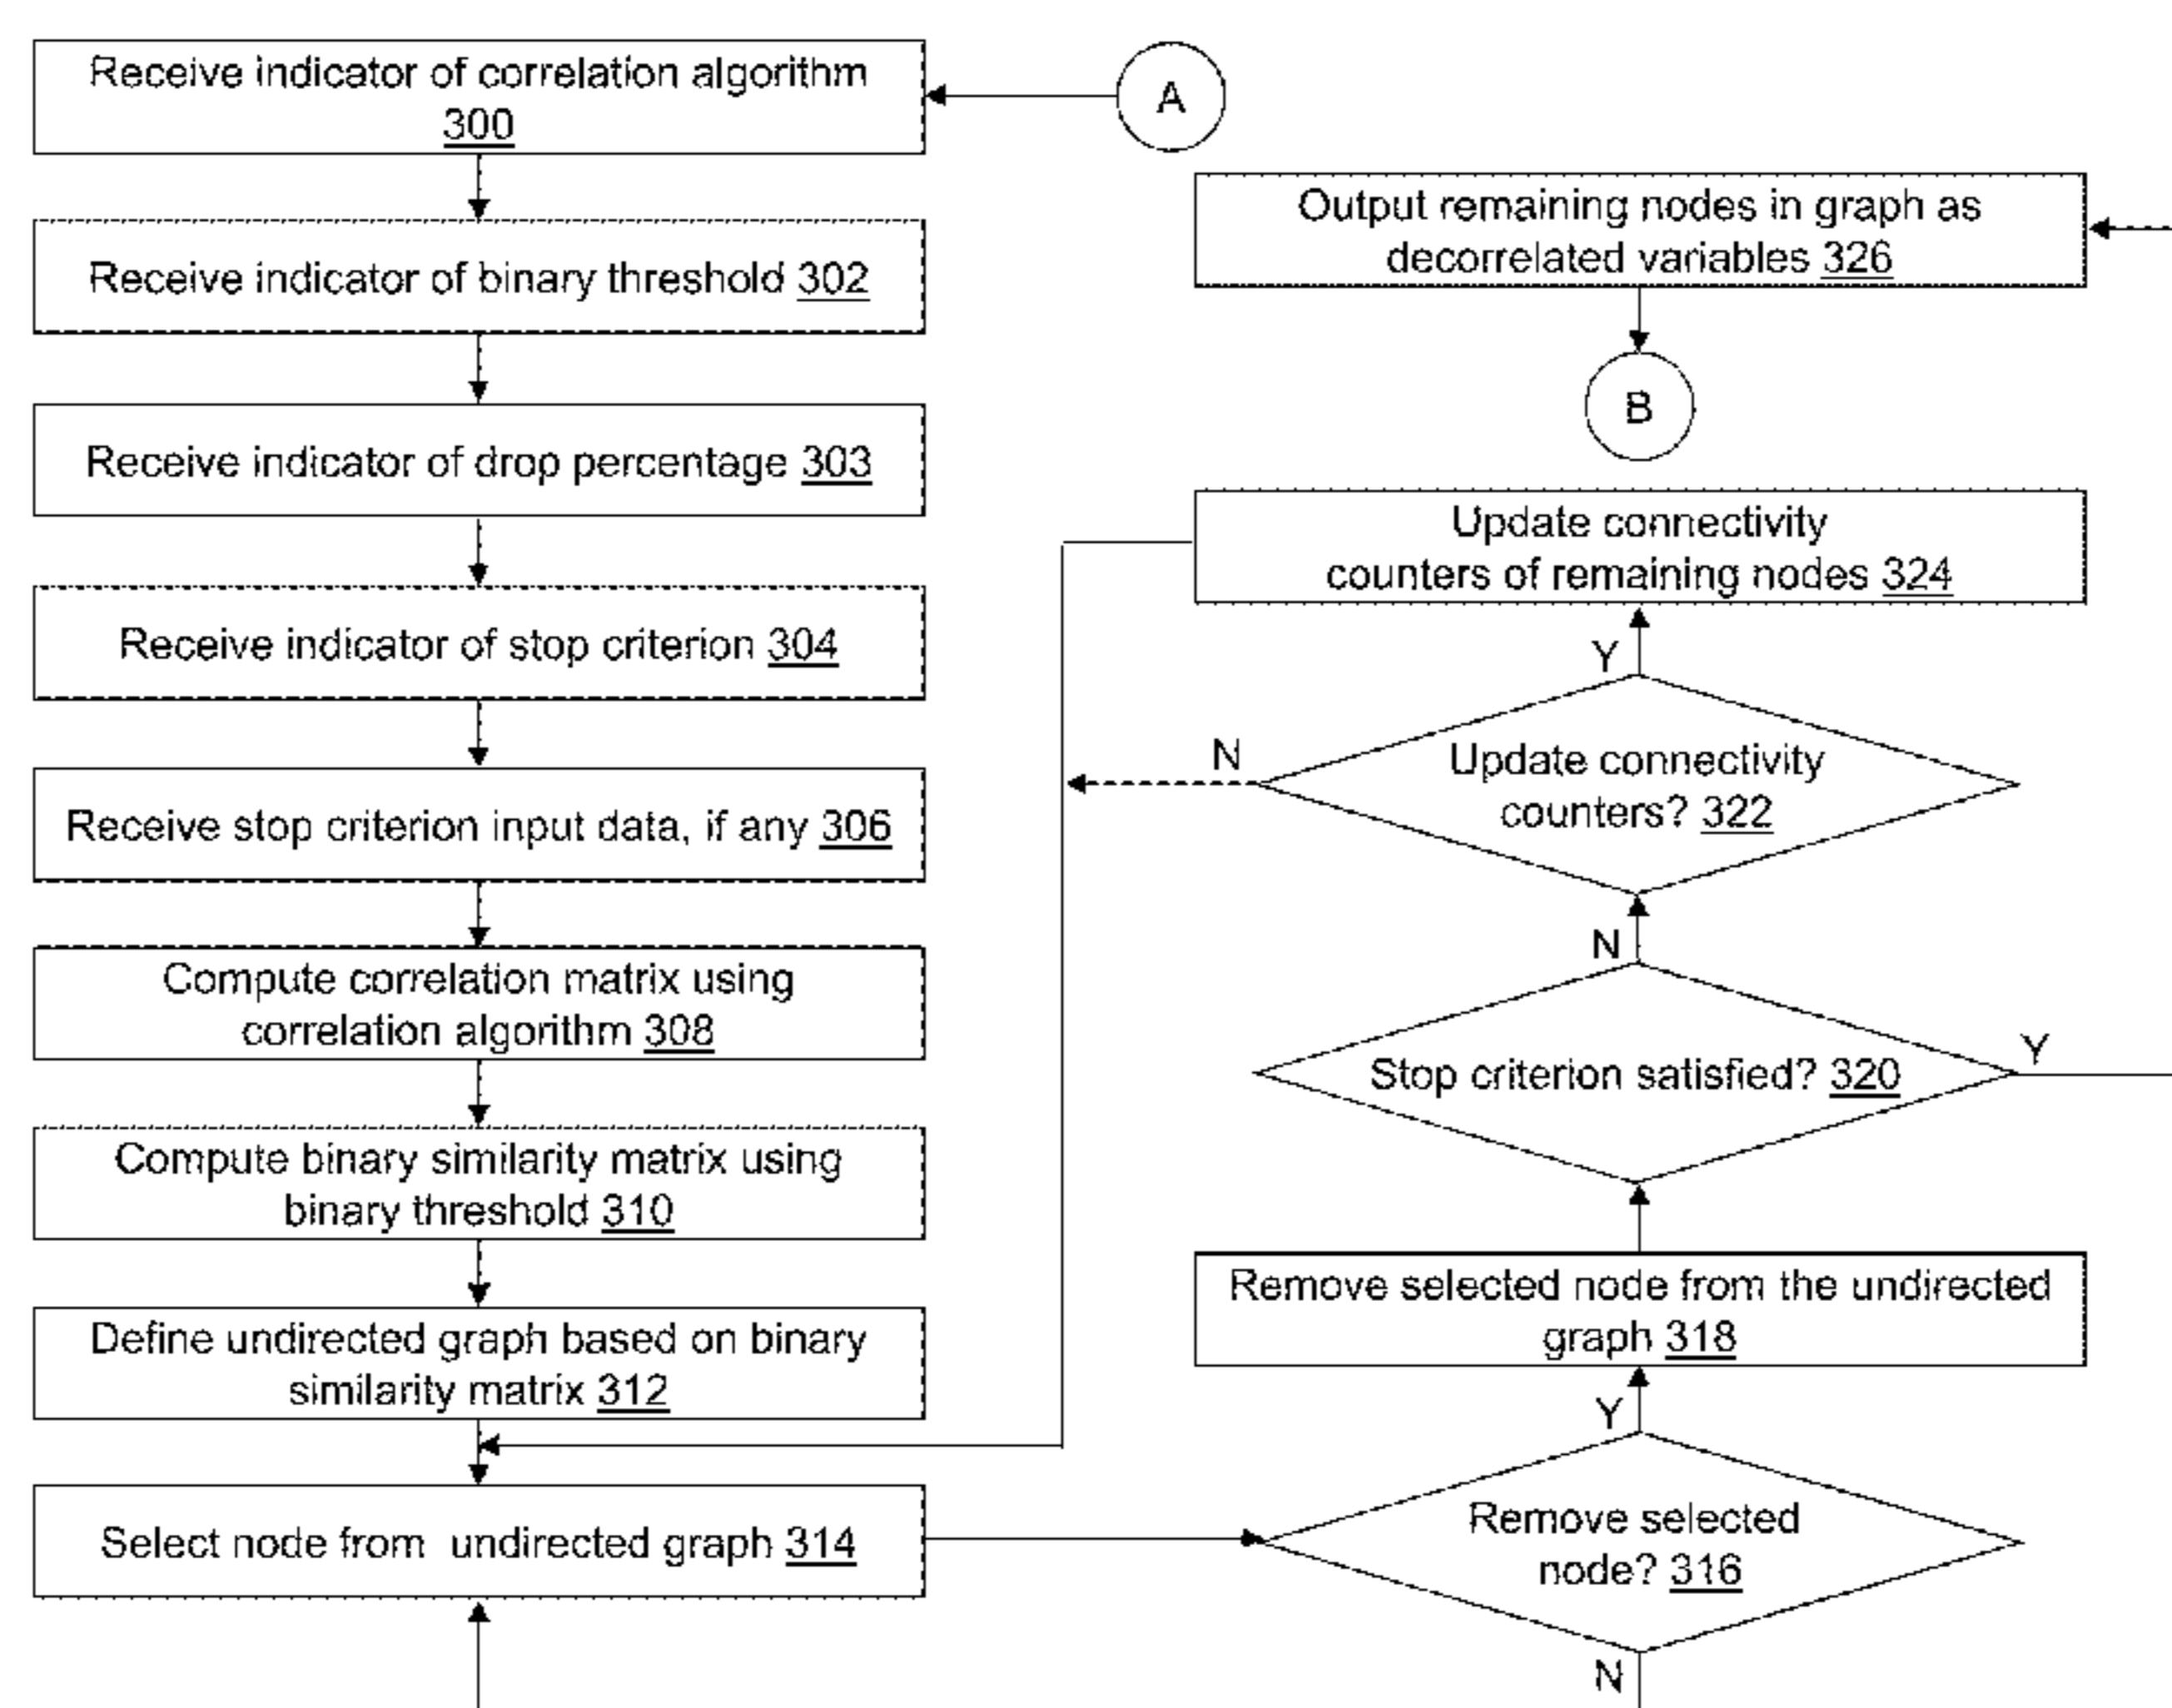 Receive indicator of correlation algorithm
300
Receive indicator of binary threshold 302
Receive indicator of drop percentage 303
Receive indicator of stop criterion 304
Receive stop criterion input data, if any 306
Compute correlation matrix using
correlation algorithm 308
Compute binary similarity matrix using
binary threshold 310
Define undirected graph based on binary
similarity matrix 312
Select node from undirected graph 314
A
Output remaining nodes in graph as
decorrelated variables 326
B
Update connectivity
counters of remaining nodes 324
Y
N
Update connectivity
counters? 322
N
Y
Stop criterion satisfied? 320
Remove selected node from the undirected
graph 318
Y
Remove selected
node? 316
N